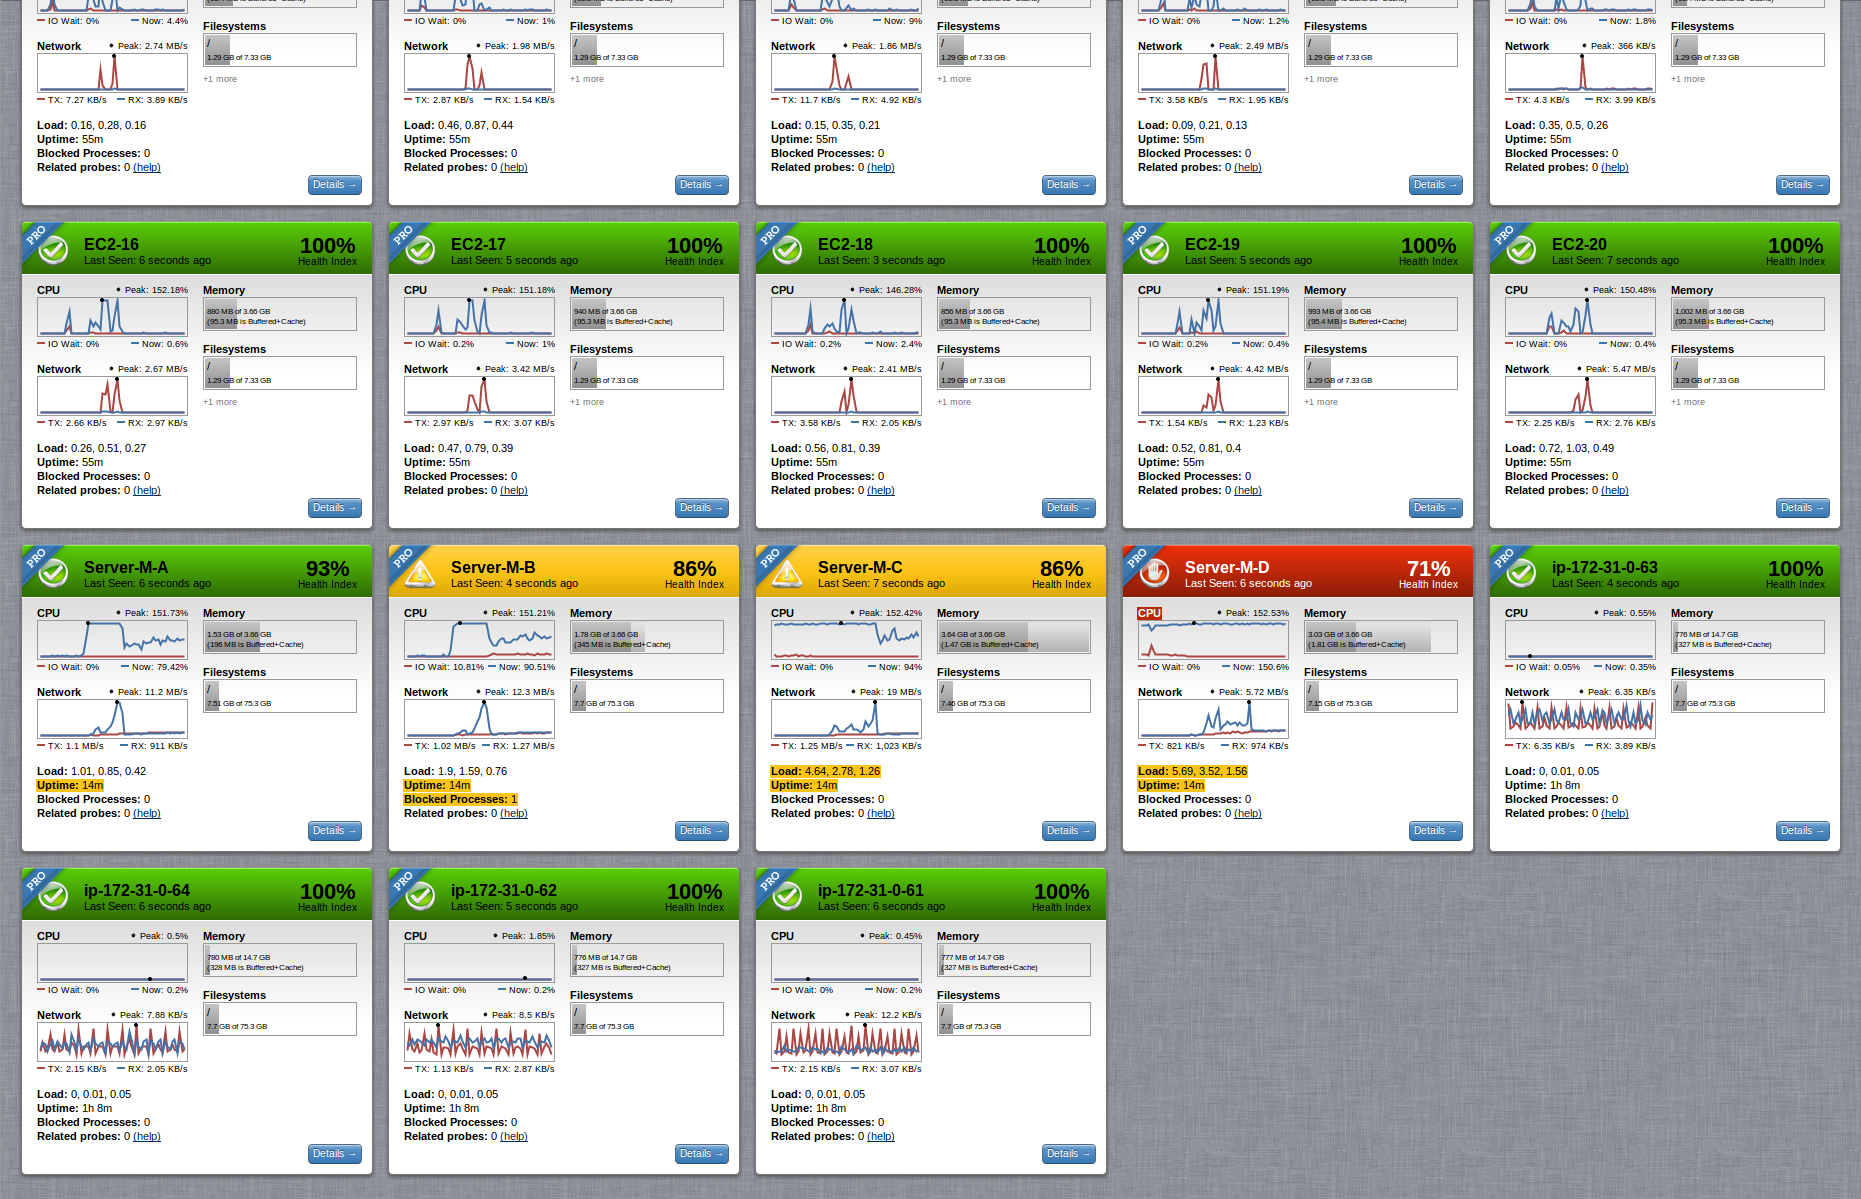 IO Wait: 0% Now: 4.4%
Filesystems
Network Peak: 2.74 MB/s
/
1.29 GB of 7.33 GB
+1 more
TX: 7.27 KB/s RX: 3.89 KB/s
Load: 0.16, 0.28, 0.16
Uptime: 55m
Blocked Processes: 0
Related probes: 0 (help)
Details →
IO Wait: 0% Now: 1%
Filesystems
Network Peak: 1.98 MB/s
/
1.29 GB of 7.33 GB
+1 more
TX: 2.87 KB/s RX: 1.54 KB/s
Load: 0.46, 0.87, 0.44
Uptime: 55m
Blocked Processes: 0
Related probes: 0 (help)
Details →
IO Wait: 0% Now: 9%
Filesystems
Network Peak: 1.86 MB/s
/
1.29 GB of 7.33 GB
+1 more
TX: 11.7 KB/s RX: 4.92 KB/s
Load: 0.15, 0.35, 0.21
Uptime: 55m
Blocked Processes: 0
Related probes: 0 (help)
Details →
IO Wait: 0% Now: 1.2%
Filesystems
Network Peak: 2.49 MB/s
/
1.29 GB of 7.33 GB
+1 more
TX: 3.58 KB/s RX: 1.95 KB/s
Load: 0.09, 0.21, 0.13
Uptime: 55m
Blocked Processes: 0
Related probes: 0 (help)
Details →
IO Wait: 0% Now: 1.8%
Filesystems
Network Peak: 366 KB/s
/
1.29 GB of 7.33 GB
+1 more
TX: 4.3 KB/s RX: 3.99 KB/s
Load: 0.35, 0.5, 0.26
Uptime: 55m
Blocked Processes: 0
Related probes: 0 (help)
Details →
PRO
EC2-16 100%
Last Seen: 6 seconds ago Health Index
CPU Peak: 152.18% Memory
880 MB of 3.66 GB
(95.3 MB is Buffered+Cache)
IO Wait: 0% Now: 0.6%
Filesystems
Network Peak: 2.67 MB/s
/
1.29 GB of 7.33 GB
+1 more
TX: 2.66 KB/s RX: 2.97 KB/s
Load: 0.26, 0.51, 0.27
Uptime: 55m
Blocked Processes: 0
Related probes: 0 (help)
Details →
PRO
EC2-17 100%
Last Seen: 5 seconds ago Health Index
CPU Peak: 151.18% Memory
940 MB of 3.66 GB
(95.3 MB is Buffered+Cache)
IO Wait: 0.2% Now: 1%
Filesystems
Network Peak: 3.42 MB/s
/
1.29 GB of 7.33 GB
+1 more
TX: 2.97 KB/s RX: 3.07 KB/s
Load: 0.47, 0.79, 0.39
Uptime: 55m
Blocked Processes: 0
Related probes: 0 (help)
Details →
PRO
EC2-18 100%
Last Seen: 3 seconds ago Health Index
CPU Peak: 146.28% Memory
856 MB of 3.66 GB
(95.3 MB is Buffered+Cache)
IO Wait: 0.2% Now: 2.4%
Filesystems
Network Peak: 2.41 MB/s
/
1.29 GB of 7.33 GB
+1 more
TX: 3.58 KB/s RX: 2.05 KB/s
Load: 0.56, 0.81, 0.39
Uptime: 55m
Blocked Processes: 0
Related probes: 0 (help)
Details →
PRO
EC2-19 100%
Last Seen: 5 seconds ago Health Index
CPU Peak: 151.19% Memory
993 MB of 3.66 GB
(95.4 MB is Buffered+Cache)
IO Wait: 0.2% Now: 0.4%
Filesystems
Network Peak: 4.42 MB/s
/
1.29 GB of 7.33 GB
+1 more
TX: 1.54 KB/s RX: 1.23 KB/s
Load: 0.52, 0.81, 0.4
Uptime: 55m
Blocked Processes: 0
Related probes: 0 (help)
Details →
PRO
EC2-20 100%
Last Seen: 7 seconds ago Health Index
CPU Peak: 150.48% Memory
1,002 MB of 3.66 GB
(95.3 MB is Buffered+Cache)
IO Wait: 0% Now: 0.4%
Filesystems
Network Peak: 5.47 MB/s
/
1.29 GB of 7.33 GB
+1 more
TX: 2.25 KB/s RX: 2.76 KB/s
Load: 0.72, 1.03, 0.49
Uptime: 55m
Blocked Processes: 0
Related probes: 0 (help)
Details →
PRO
Server-M-A 93%
Last Seen: 6 seconds ago Health Index
CPU Peak: 151.73% Memory
1.53 GB of 3.66 GB
(196 MB is Buffered+Cache)
IO Wait: 0% Now: 79.42%
Filesystems
Network Peak: 11.2 MB/s
/
7.51 GB of 75.3 GB
TX: 1.1 MB/s RX: 911 KB/s
Load: 1.01, 0.85, 0.42
Uptime: 14m
Blocked Processes: 0
Related probes: 0 (help)
Details →
PRO
Server-M-B 86%
Last Seen: 4 seconds ago Health Index
CPU Peak: 151.21% Memory
1.78 GB of 3.66 GB
(345 MB is Buffered+Cache)
IO Wait: 10.81% Now: 90.51%
Filesystems
Network Peak: 12.3 MB/s
/
7.7 GB of 75.3 GB
TX: 1.02 MB/s RX: 1.27 MB/s
Load: 1.9, 1.59, 0.76
Uptime: 14m
Blocked Processes: 1
Related probes: 0 (help)
Details →
PRO
Server-M-C 86%
Last Seen: 7 seconds ago Health Index
CPU Peak: 152.42% Memory
3.64 GB of 3.66 GB
(1.47 GB is Buffered+Cache)
IO Wait: 0% Now: 94%
Filesystems
Network Peak: 19 MB/s
/
7.46 GB of 75.3 GB
TX: 1.25 MB/s RX: 1,023 KB/s
Load: 4.64, 2.78, 1.26
Uptime: 14m
Blocked Processes: 0
Related probes: 0 (help)
Details →
PRO
Server-M-D 71%
Last Seen: 6 seconds ago Health Index
CPU Peak: 152.53% Memory
3.03 GB of 3.66 GB
(1.81 GB is Buffered+Cache)
IO Wait: 0% Now: 150.6%
Filesystems
Network Peak: 5.72 MB/s
/
7.15 GB of 75.3 GB
TX: 821 KB/s RX: 974 KB/s
Load: 5.69, 3.52, 1.56
Uptime: 14m
Blocked Processes: 0
Related probes: 0 (help)
Details →
PRO
ip-172-31-0-63 100%
Last Seen: 4 seconds ago Health Index
CPU Peak: 0.55% Memory
776 MB of 14.7 GB
(327 MB is Buffered+Cache)
IO Wait: 0.05% Now: 0.35%
Filesystems
Network Peak: 6.35 KB/s
/
7.7 GB of 75.3 GB
TX: 6.35 KB/s RX: 3.89 KB/s
Load: 0, 0.01, 0.05
Uptime: 1h 8m
Blocked Processes: 0
Related probes: 0 (help)
Details →
PRO
ip-172-31-0-64 100%
Last Seen: 6 seconds ago Health Index
CPU Peak: 0.5% Memory
780 MB of 14.7 GB
(328 MB is Buffered+Cache)
IO Wait: 0% Now: 0.2%
Filesystems
Network Peak: 7.88 KB/s
/
7.7 GB of 75.3 GB
TX: 2.15 KB/s RX: 2.05 KB/s
Load: 0, 0.01, 0.05
Uptime: 1h 8m
Blocked Processes: 0
Related probes: 0 (help)
Details →
PRO
ip-172-31-0-62 100%
Last Seen: 5 seconds ago Health Index
CPU Peak: 1.85% Memory
776 MB of 14.7 GB
(327 MB is Buffered+Cache)
IO Wait: 0% Now: 0.2%
Filesystems
Network Peak: 8.5 KB/s
/
7.7 GB of 75.3 GB
TX: 1.13 KB/s RX: 2.87 KB/s
Load: 0, 0.01, 0.05
Uptime: 1h 8m
Blocked Processes: 0
Related probes: 0 (help)
Details →
PRO
ip-172-31-0-61 100%
Last Seen: 6 seconds ago Health Index
CPU Peak: 0.45% Memory
777 MB of 14.7 GB
(327 MB is Buffered+Cache)
IO Wait: 0% Now: 0.2%
Filesystems
Network Peak: 12.2 KB/s
/
7.7 GB of 75.3 GB
TX: 2.15 KB/s RX: 3.07 KB/s
Load: 0, 0.01, 0.05
Uptime: 1h 8m
Blocked Processes: 0
Related probes: 0 (help)
Details →